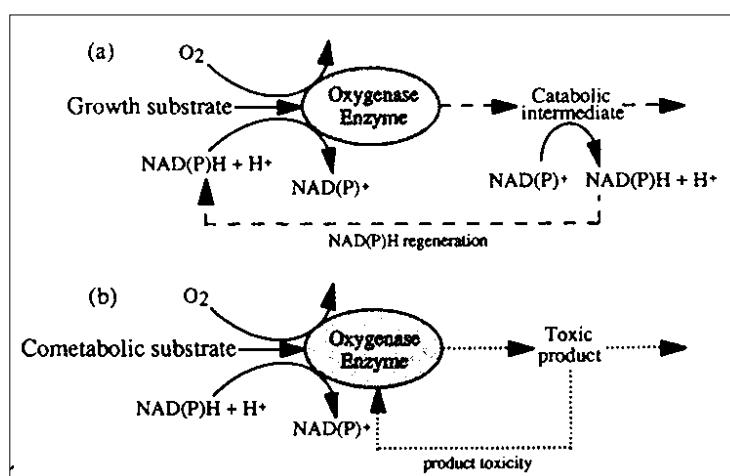 (a)
O2
Growth substrate
Oxygenase
Enzyme
Catabolic
intermediate
NAD(P)H + H+
NAD(P)+
NAD(P)+
NAD(P)H + H+
NAD(P)H regeneration
(b)
O2
Cometabolic substrate
Oxygenase
Enzyme
Toxic
product
NAD(P)H + H+
NAD(P)+
product toxicity